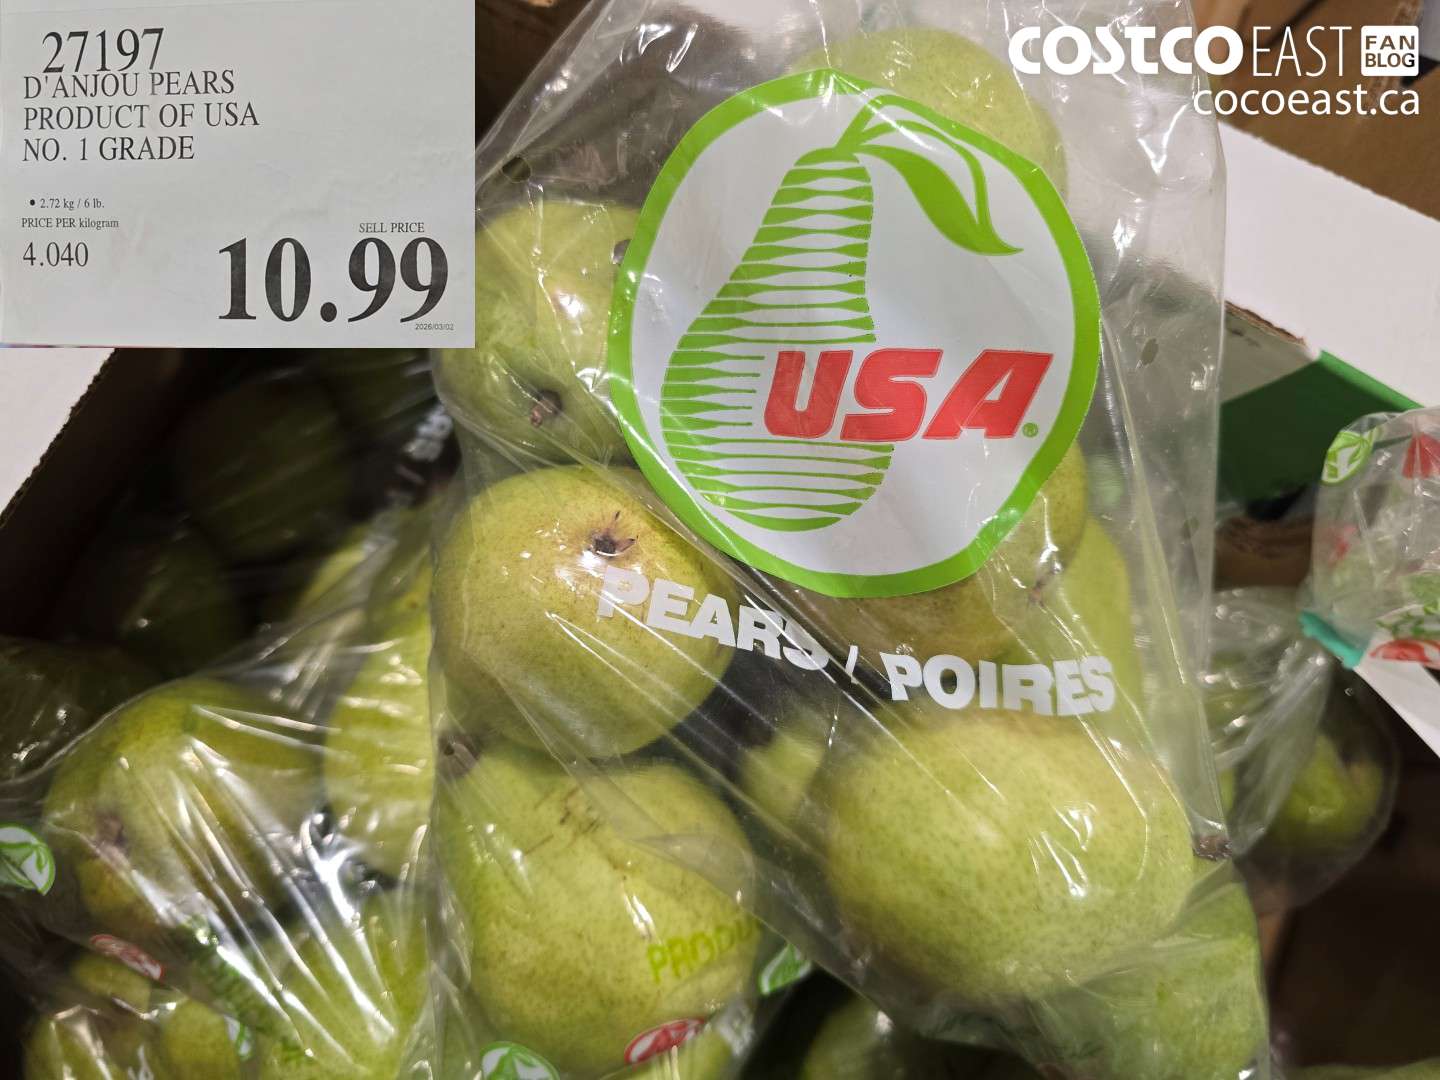 27197
D'ANJOU PEARS
PRODUCT OF USA
NO. 1 GRADE
• 2.72 kg / 6 lb.
PRICE PER kilogram
4.040
SELL PRICE
10.99
2026/03/02
COSTCO EAST FAN BLOG
cocoeast.ca
USA®
PEARS / POIRES
PRODU